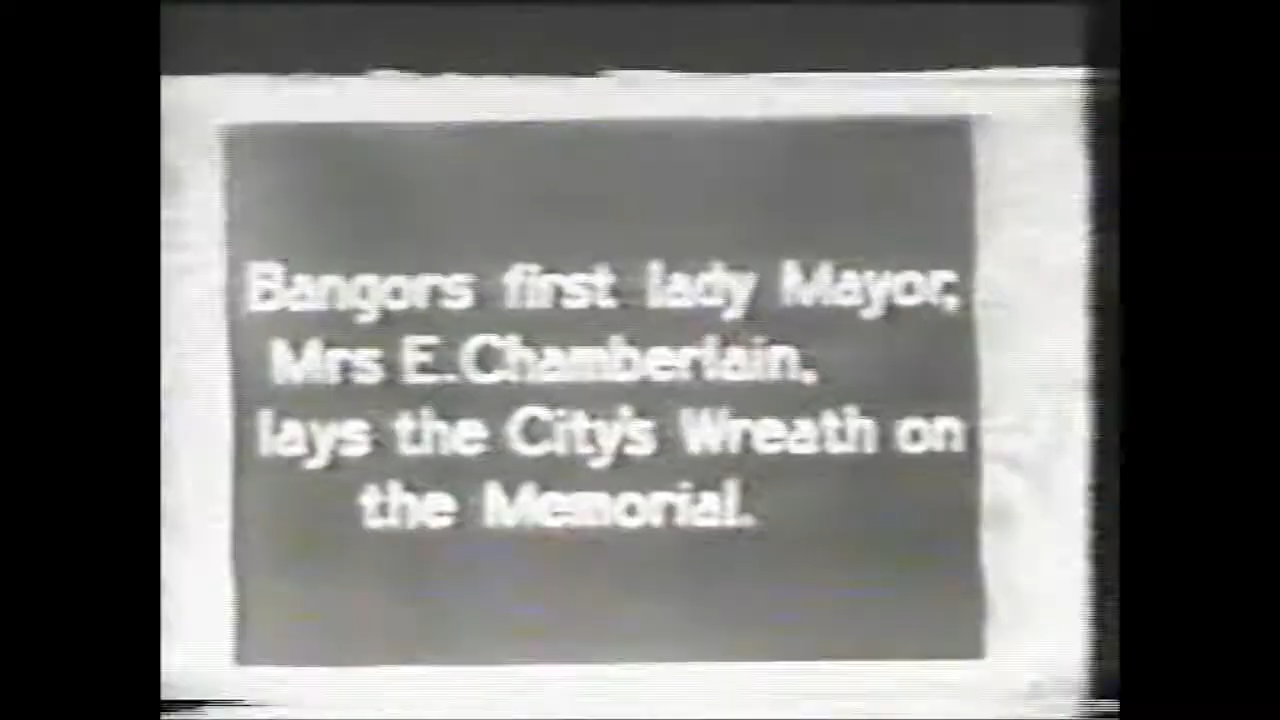 Bangors first lady Mayor,
Mrs E. Chamberlain,
lays the City's Wreath on
the Memorial.